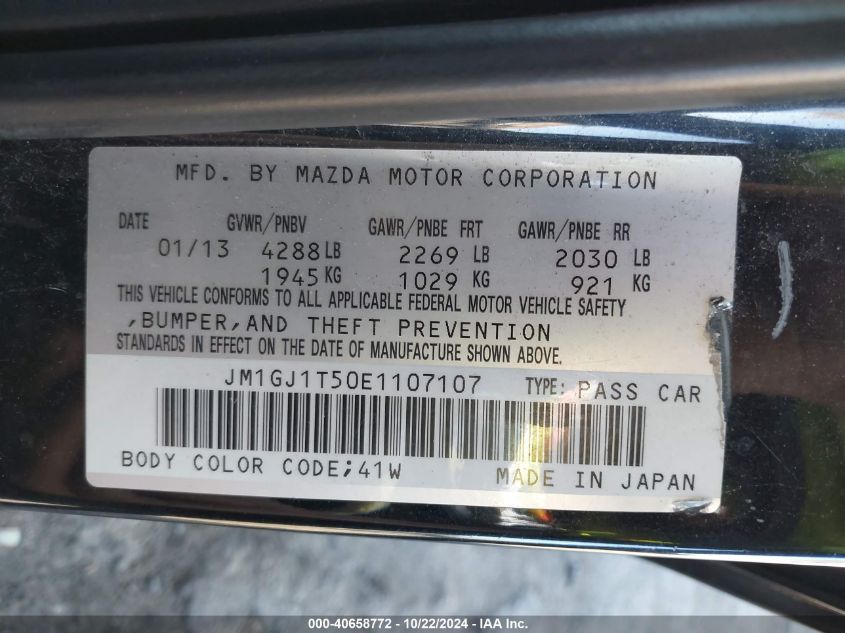 MFD. BY MAZDA MOTOR CORPORATION
DATE GVWR/PNBV GAWR/PNBE FRT GAWR/PNBE RR
01/13 4288LB 2269 LB 2030 LB
1945KG 1029 KG 921 KG
THIS VEHICLE CONFORMS TO ALL APPLICABLE FEDERAL MOTOR VEHICLE SAFETY
,BUMPER,AND THEFT PREVENTION
STANDARDS IN EFFECT ON THE DATE OF MANUFACTURE SHOWN ABOVE.
JM1GJ1T50E1107107 TYPE: PASS CAR
BODY COLOR CODE;41W MADE IN JAPAN
000-40658772 - 10/22/2024 - IAA Inc.